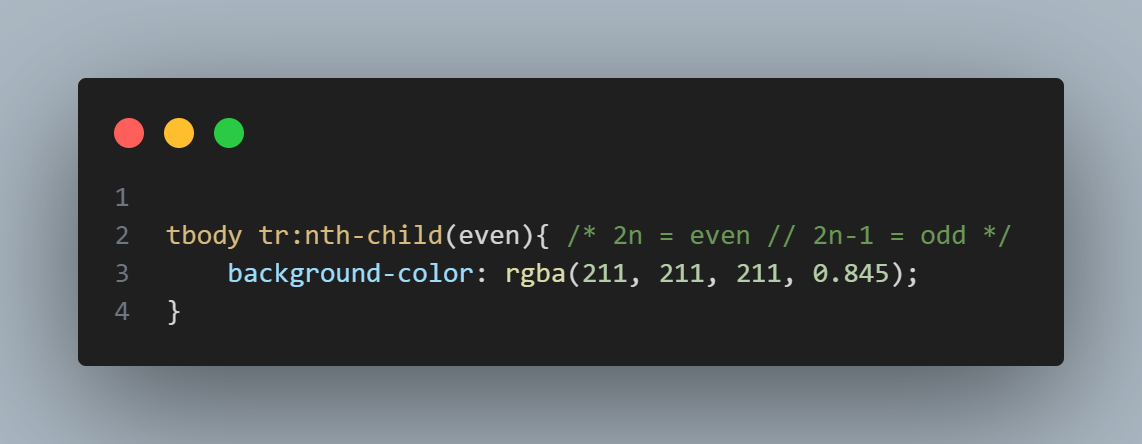 1
2 tbody tr:nth-child(even){ /* 2n = even // 2n-1 = odd */
3     background-color: rgba(211, 211, 211, 0.845);
4 }